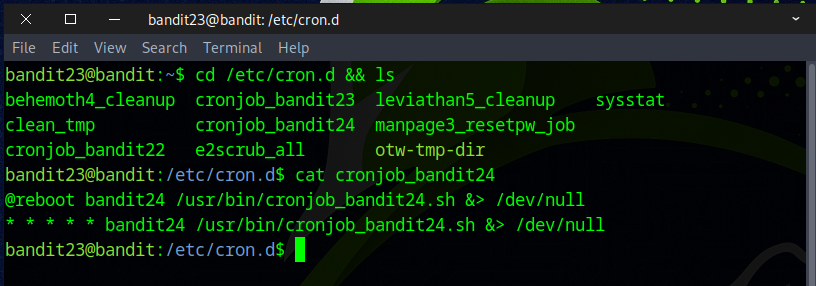 bandit23@bandit: /etc/cron.d
File Edit View Search Terminal Help
bandit23@bandit:~$ cd /etc/cron.d && ls
behemoth4_cleanup cronjob_bandit23 leviathan5_cleanup sysstat
clean_tmp cronjob_bandit24 manpage3_resetpw_job
cronjob_bandit22 e2scrub_all otw-tmp-dir
bandit23@bandit:/etc/cron.d$ cat cronjob_bandit24
@reboot bandit24 /usr/bin/cronjob_bandit24.sh &> /dev/null
* * * * * bandit24 /usr/bin/cronjob_bandit24.sh &> /dev/null
bandit23@bandit:/etc/cron.d$